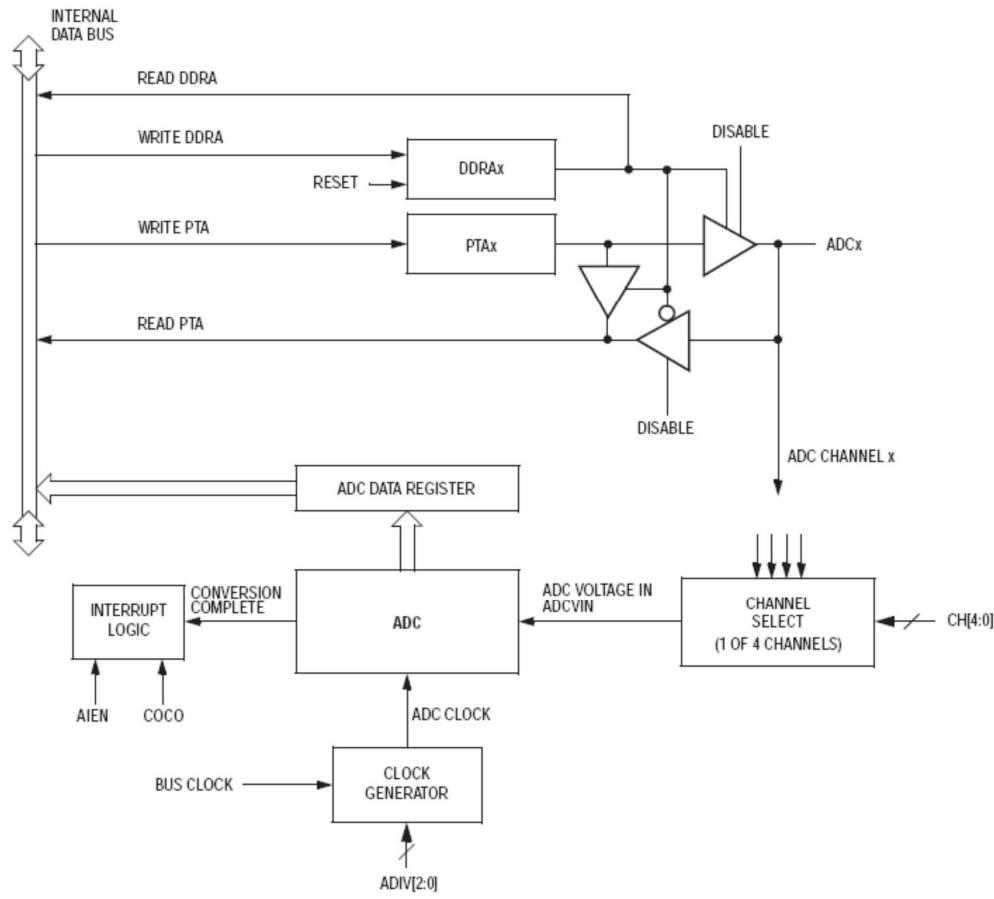 INTERNAL
DATA BUS
READ DDRA
WRITE DDRA
DISABLE
DDRAx
RESET
WRITE PTA
PTAx
ADCx
READ PTA
DISABLE
ADC CHANNEL x
ADC DATA REGISTER
INTERRUPT
LOGIC
CONVERSION
COMPLETE
ADC
ADC VOLTAGE IN
ADCVIN
CHANNEL
SELECT
(1 OF 4 CHANNELS)
CH[4:0]
AIEN
COCO
ADC CLOCK
BUS CLOCK
CLOCK
GENERATOR
ADIV[2:0]